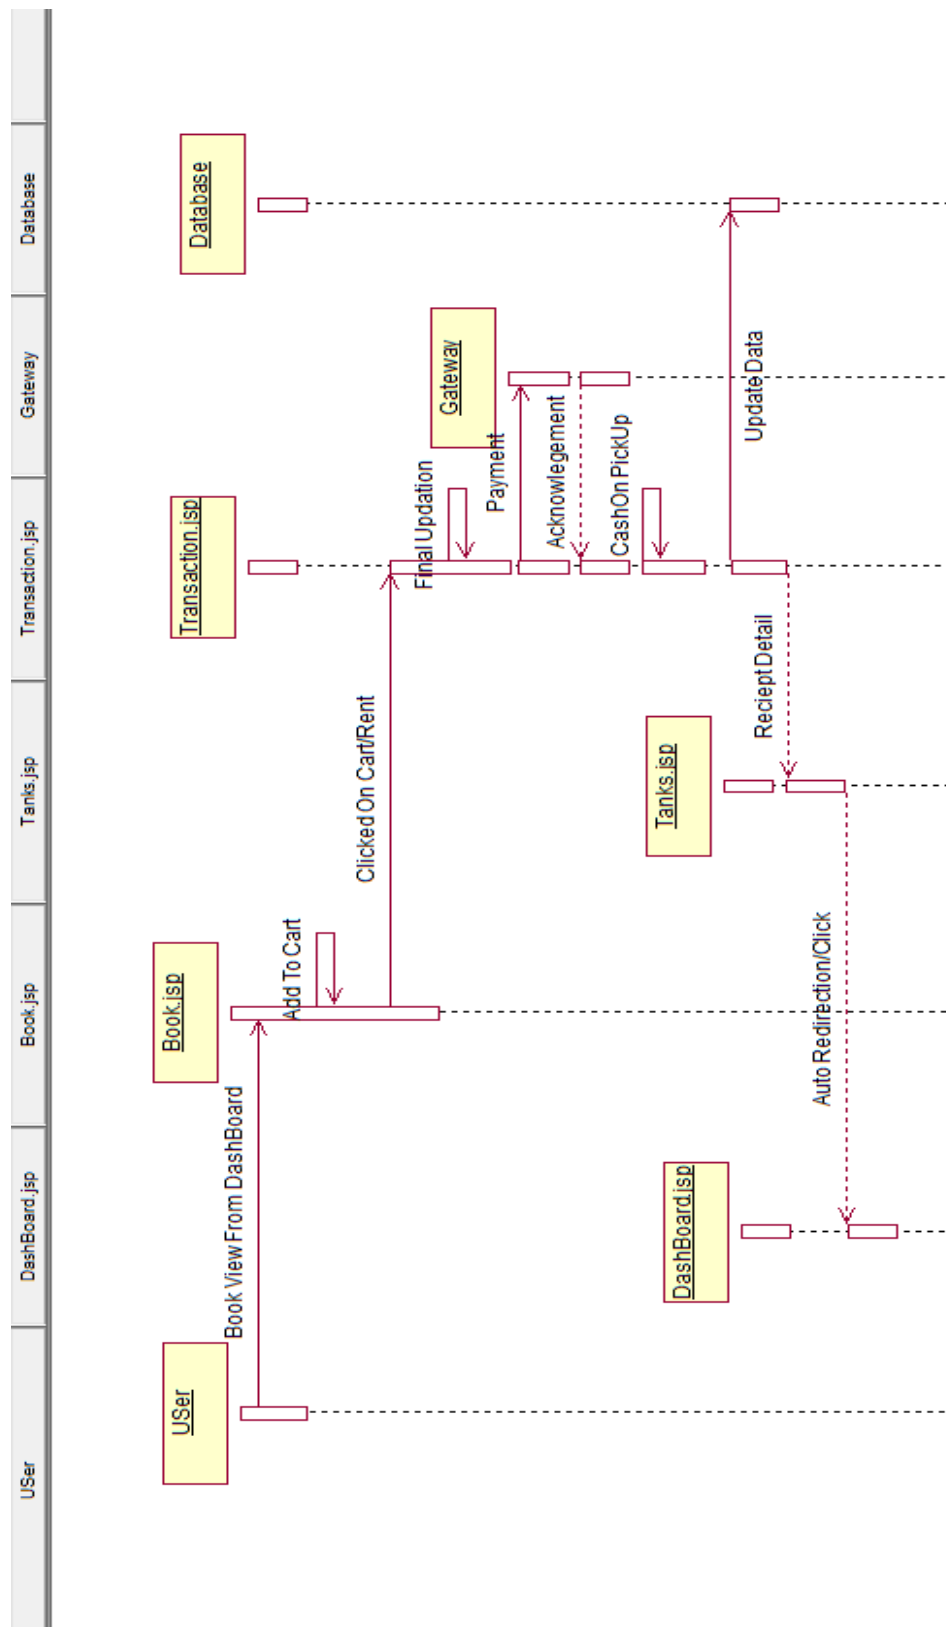 USer
DashBoard.jsp
Book.jsp
Tanks.jsp
Transaction.jsp
Gateway
Database
USer
Book.jsp
Transaction.jsp
Database
Book View From DashBoard
Add To Cart
Clicked On Cart/Rent
Final Updation
Gateway
Payment
Acknowlegement
CashOn PickUp
DashBoard.jsp
Tanks.jsp
Update Data
Reciept Detail
Auto Redirection/Click